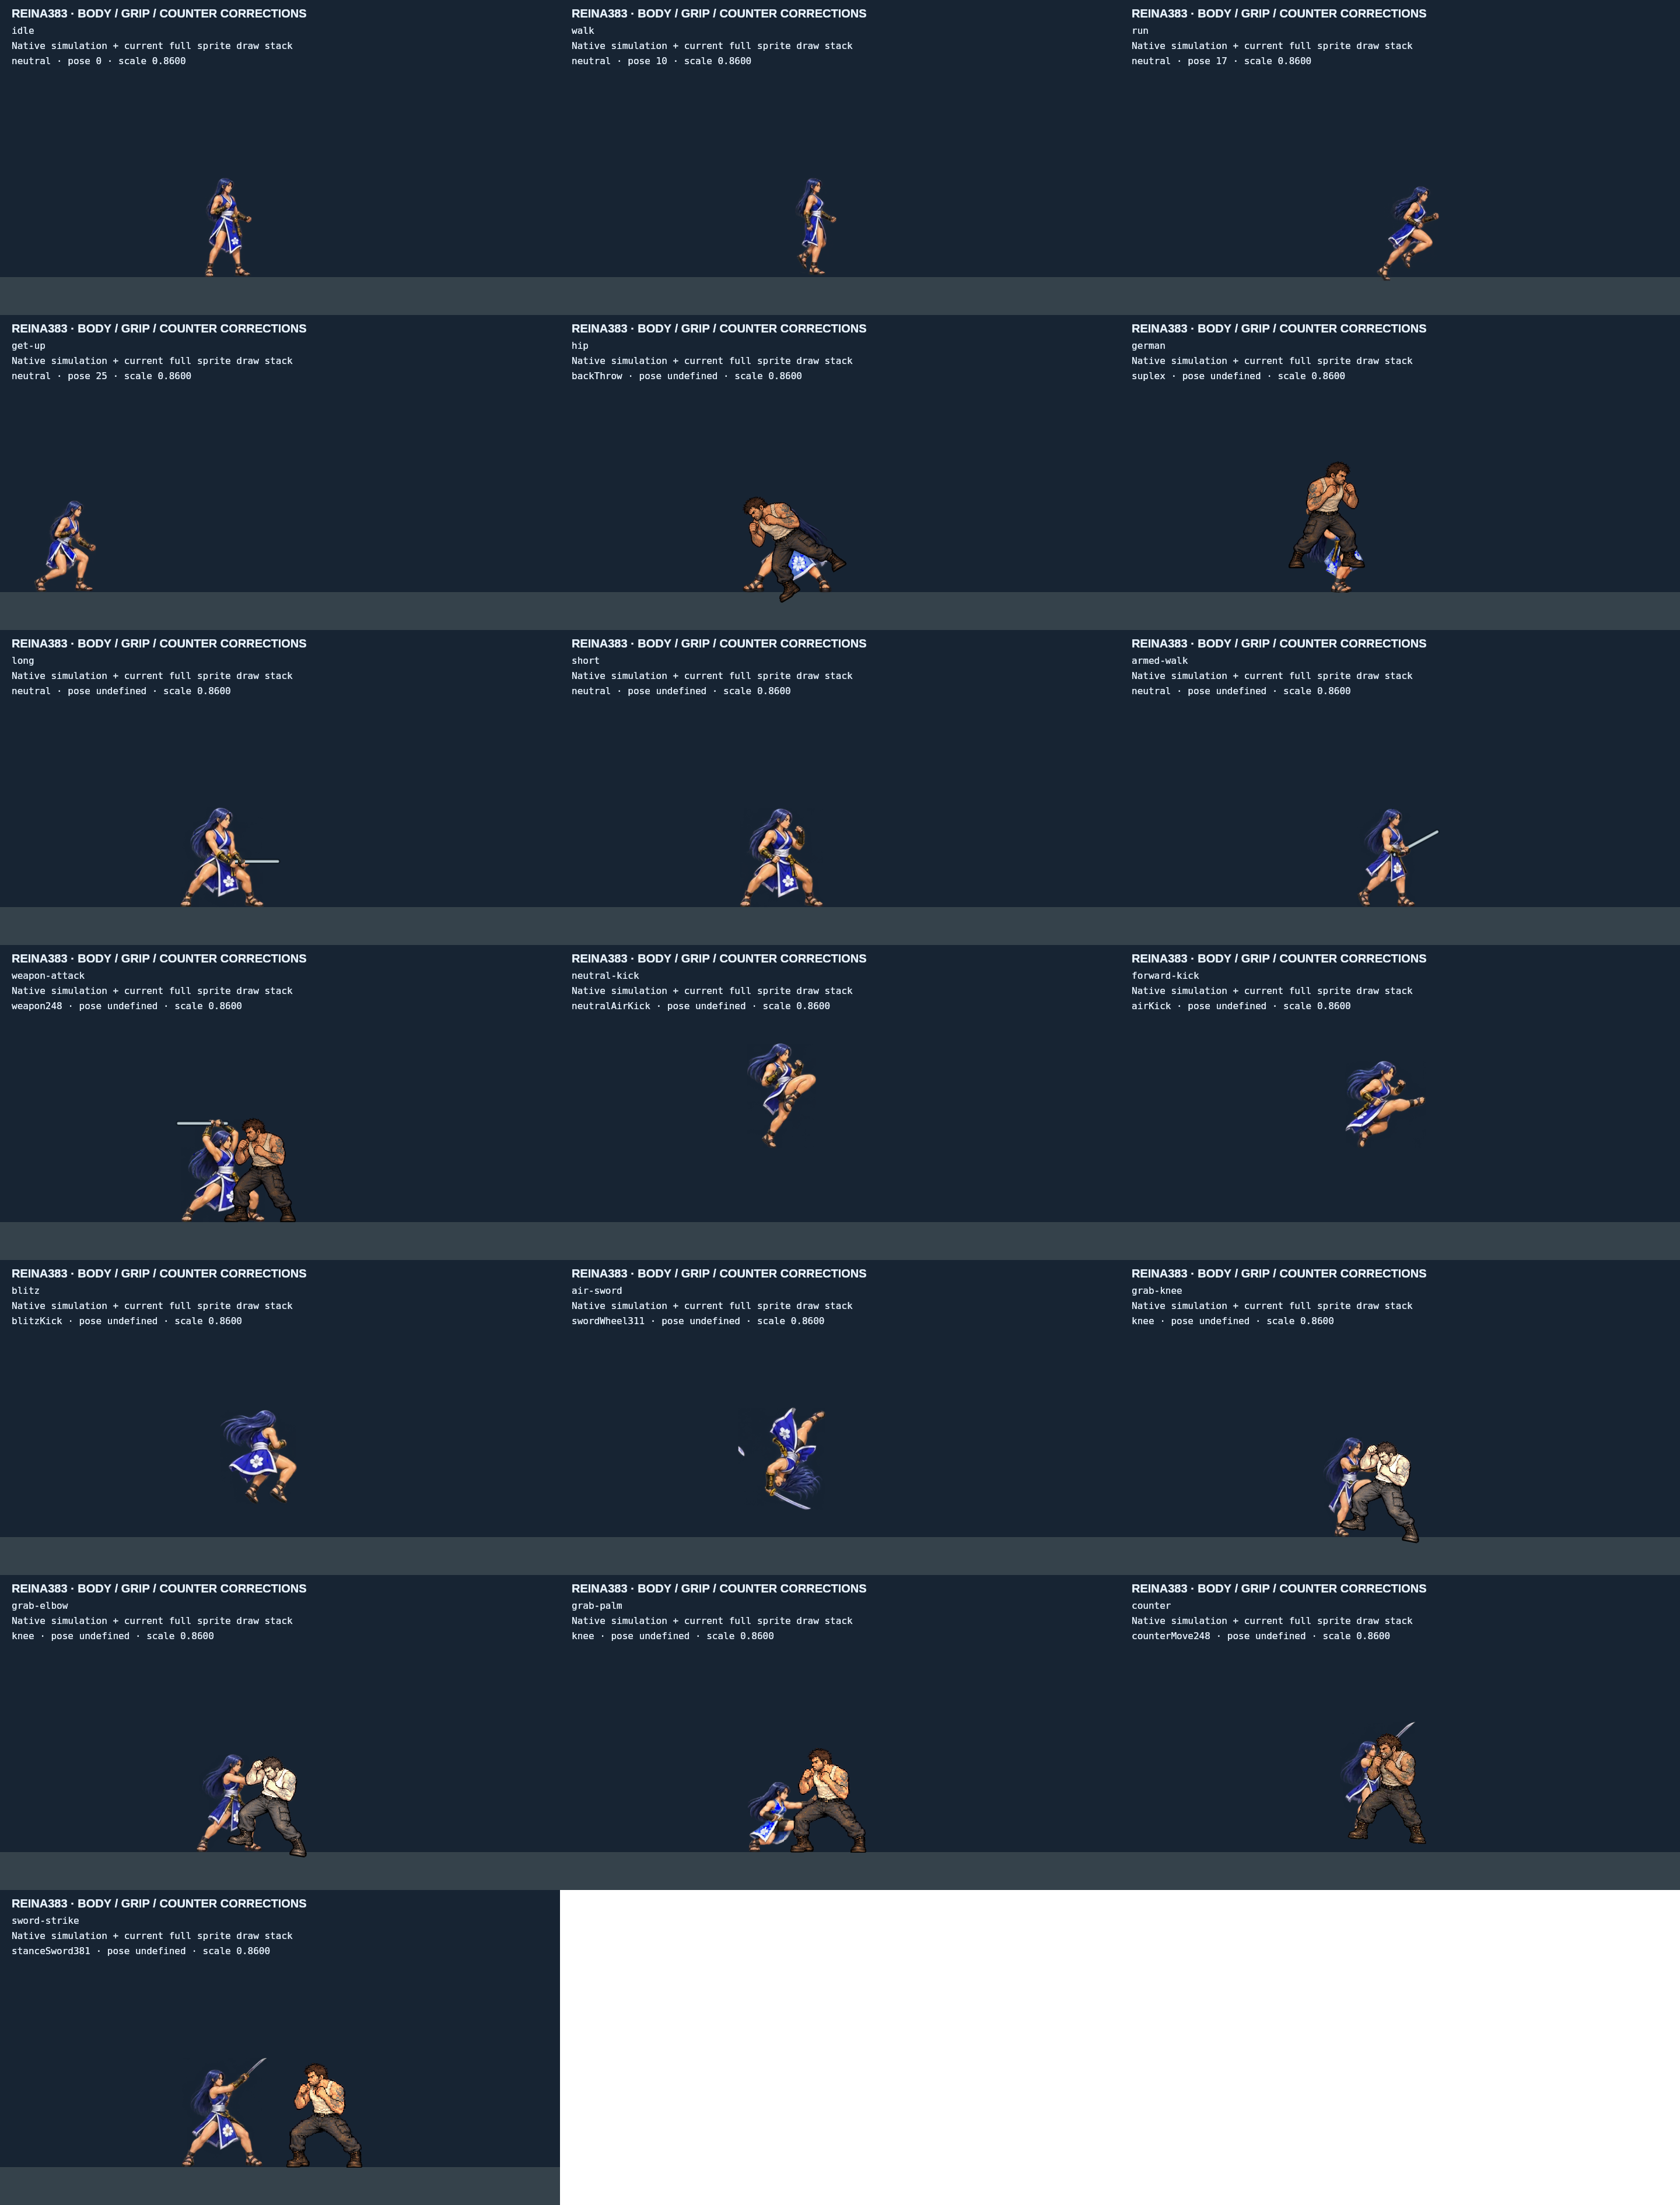 REINA383 · BODY / GRIP / COUNTER CORRECTIONS
idle
Native simulation + current full sprite draw stack
neutral · pose 0 · scale 0.8600
REINA383 · BODY / GRIP / COUNTER CORRECTIONS
walk
Native simulation + current full sprite draw stack
neutral · pose 10 · scale 0.8600
REINA383 · BODY / GRIP / COUNTER CORRECTIONS
run
Native simulation + current full sprite draw stack
neutral · pose 17 · scale 0.8600
REINA383 · BODY / GRIP / COUNTER CORRECTIONS
get-up
Native simulation + current full sprite draw stack
neutral · pose 25 · scale 0.8600
REINA383 · BODY / GRIP / COUNTER CORRECTIONS
hip
Native simulation + current full sprite draw stack
backThrow · pose undefined · scale 0.8600
REINA383 · BODY / GRIP / COUNTER CORRECTIONS
german
Native simulation + current full sprite draw stack
suplex · pose undefined · scale 0.8600
REINA383 · BODY / GRIP / COUNTER CORRECTIONS
long
Native simulation + current full sprite draw stack
neutral · pose undefined · scale 0.8600
REINA383 · BODY / GRIP / COUNTER CORRECTIONS
short
Native simulation + current full sprite draw stack
neutral · pose undefined · scale 0.8600
REINA383 · BODY / GRIP / COUNTER CORRECTIONS
armed-walk
Native simulation + current full sprite draw stack
neutral · pose undefined · scale 0.8600
REINA383 · BODY / GRIP / COUNTER CORRECTIONS
weapon-attack
Native simulation + current full sprite draw stack
weapon248 · pose undefined · scale 0.8600
REINA383 · BODY / GRIP / COUNTER CORRECTIONS
neutral-kick
Native simulation + current full sprite draw stack
neutralAirKick · pose undefined · scale 0.8600
REINA383 · BODY / GRIP / COUNTER CORRECTIONS
forward-kick
Native simulation + current full sprite draw stack
airKick · pose undefined · scale 0.8600
REINA383 · BODY / GRIP / COUNTER CORRECTIONS
blitz
Native simulation + current full sprite draw stack
blitzKick · pose undefined · scale 0.8600
REINA383 · BODY / GRIP / COUNTER CORRECTIONS
air-sword
Native simulation + current full sprite draw stack
swordWheel311 · pose undefined · scale 0.8600
REINA383 · BODY / GRIP / COUNTER CORRECTIONS
grab-knee
Native simulation + current full sprite draw stack
knee · pose undefined · scale 0.8600
REINA383 · BODY / GRIP / COUNTER CORRECTIONS
grab-elbow
Native simulation + current full sprite draw stack
knee · pose undefined · scale 0.8600
REINA383 · BODY / GRIP / COUNTER CORRECTIONS
grab-palm
Native simulation + current full sprite draw stack
knee · pose undefined · scale 0.8600
REINA383 · BODY / GRIP / COUNTER CORRECTIONS
counter
Native simulation + current full sprite draw stack
counterMove248 · pose undefined · scale 0.8600
REINA383 · BODY / GRIP / COUNTER CORRECTIONS
sword-strike
Native simulation + current full sprite draw stack
stanceSword381 · pose undefined · scale 0.8600